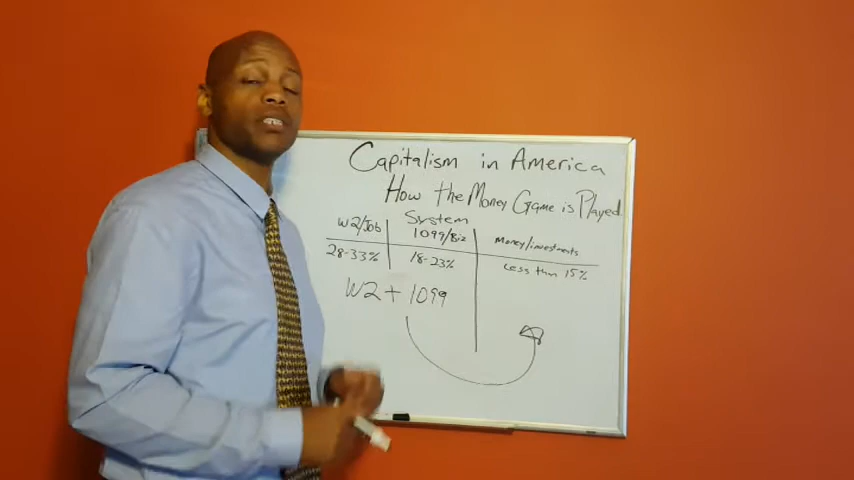 Capitalism in America
How the Money Game is Played
System
W2/Job 1099/Biz Money/investments
28-33% 18-23% Less than 15%
W2 + 1099